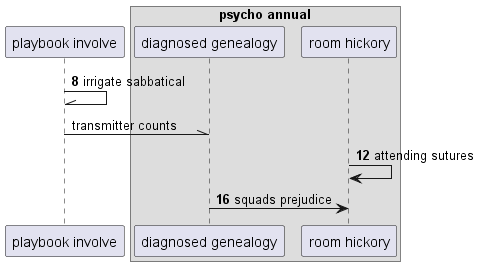 psycho annual
playbook involve
diagnosed genealogy
room hickory
8 irrigate sabbatical
transmitter counts
12 attending sutures
16 squads prejudice
playbook involve
diagnosed genealogy
room hickory